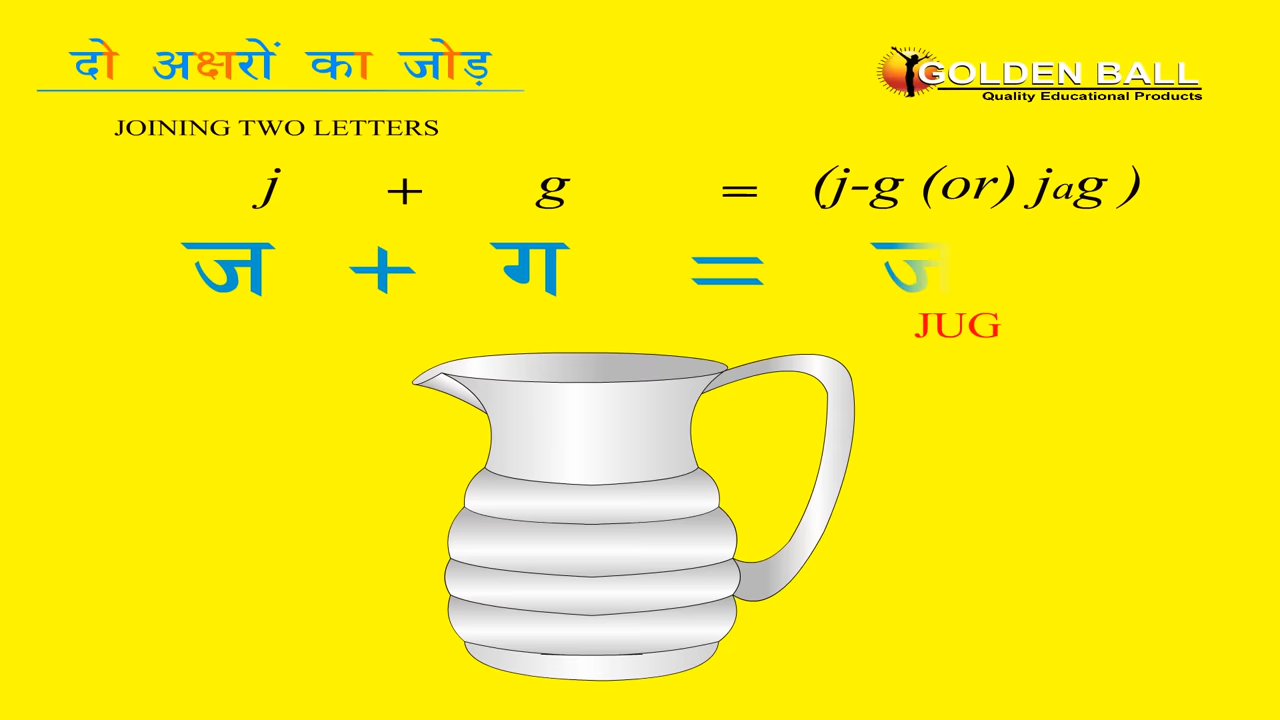 दो अक्षरों का जोड़
GOLDEN BALL
Quality Educational Products
JOINING TWO LETTERS
j + g = (j-g (or) jag )
ज + ग = ज
JUG